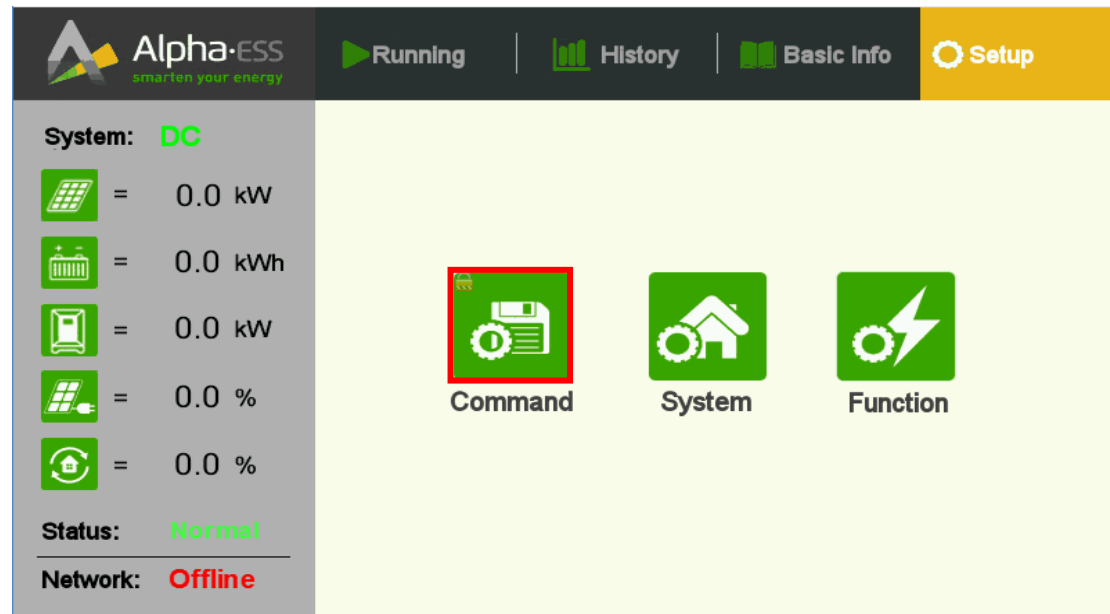 Alpha·ESS
smarten your energy
Running
History
Basic Info
Setup
System: DC
= 0.0 kW
= 0.0 kWh
= 0.0 kW
= 0.0 %
= 0.0 %
Status: Normal
Network: Offline
Command
System
Function